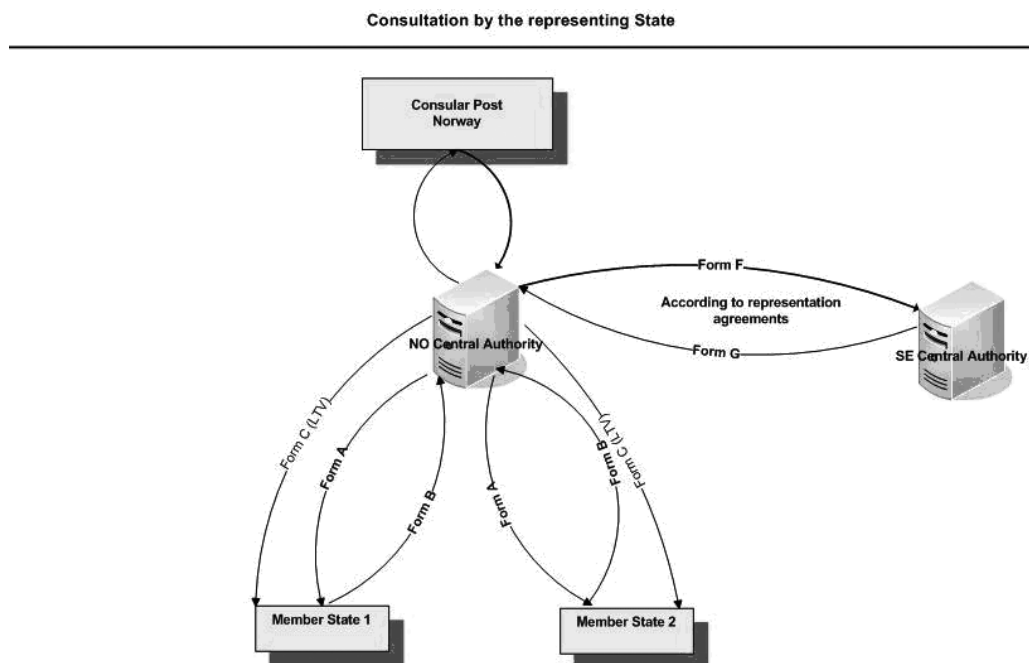 Consultation by the representing State
Consular Post
Norway
Form F
According to representation
agreements
NO Central Authority
Form G
SE Central Authority
Form C (LTV)
Form A
Form B
Form A
Form B
Form C (LTV)
Member State 1
Member State 2